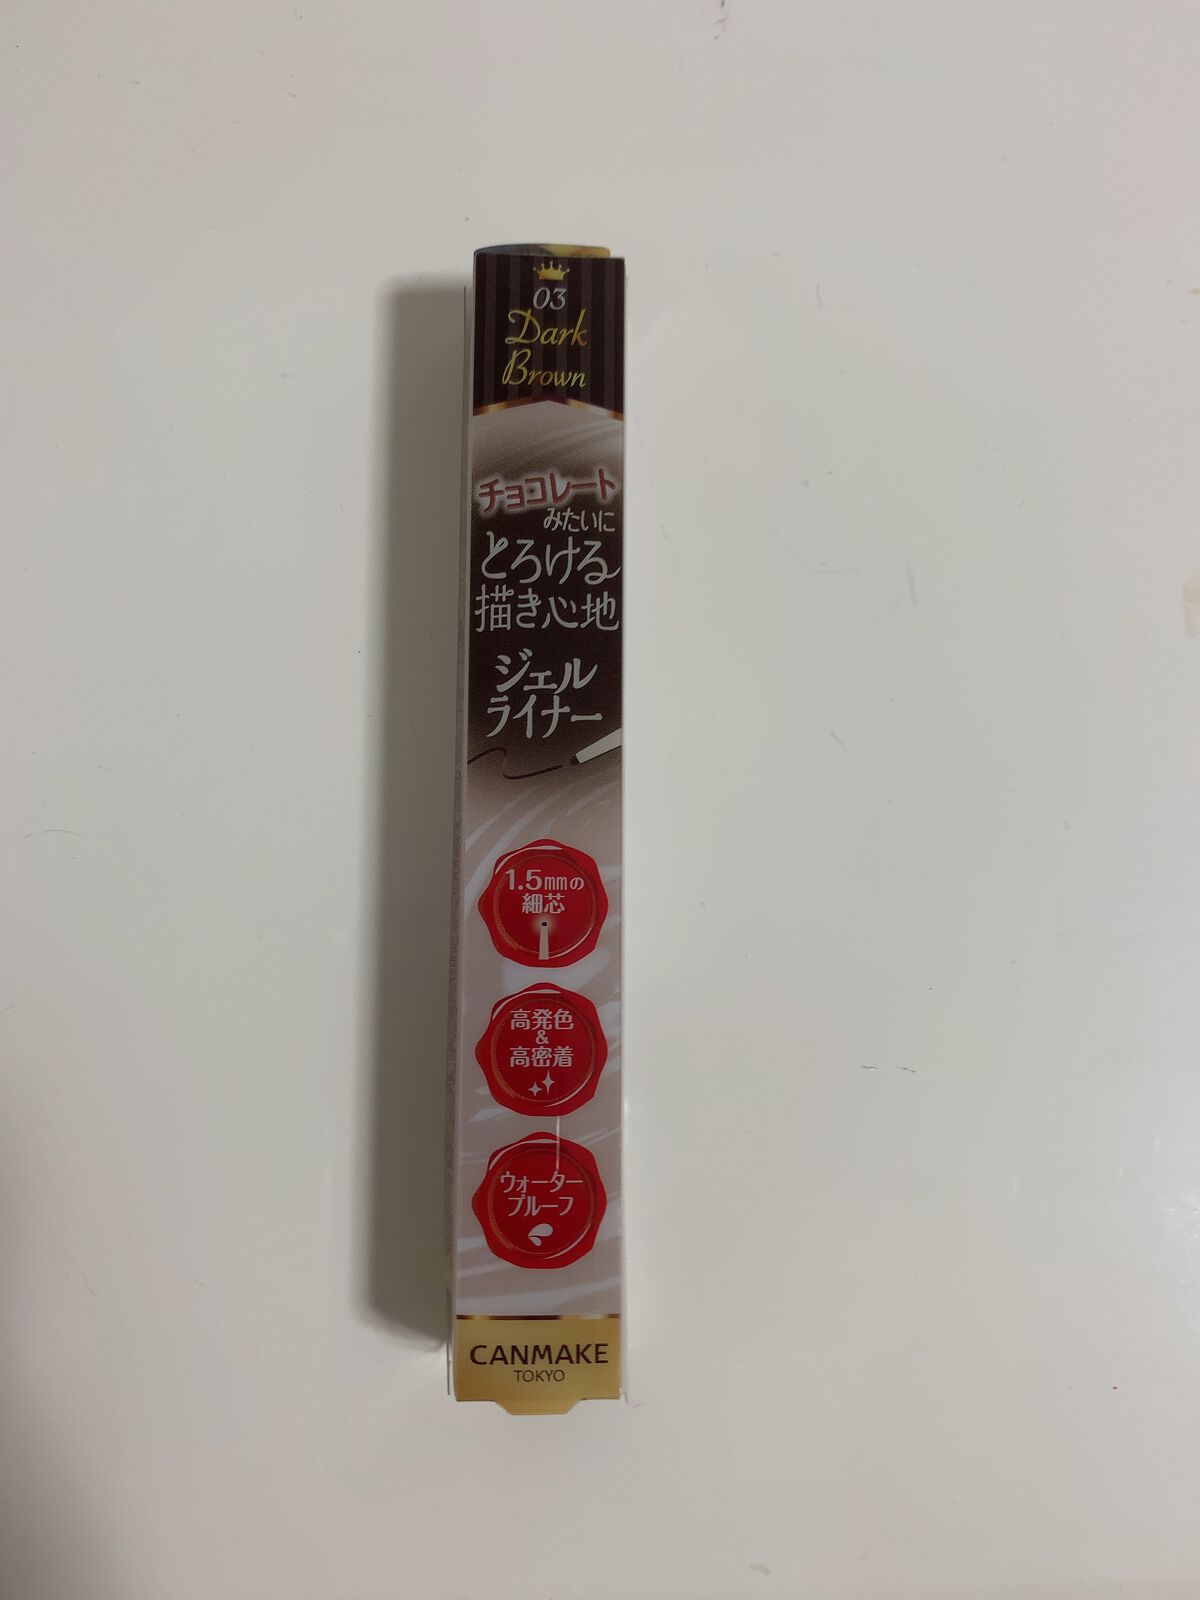 03
Dark
Brown
チョコレート
みたいに
とろける
描き心地
ジェル
ライナー
1.5㎜の
細芯
高発色
&
高密着
ウォーター
プルーフ
CANMAKE
TOKYO